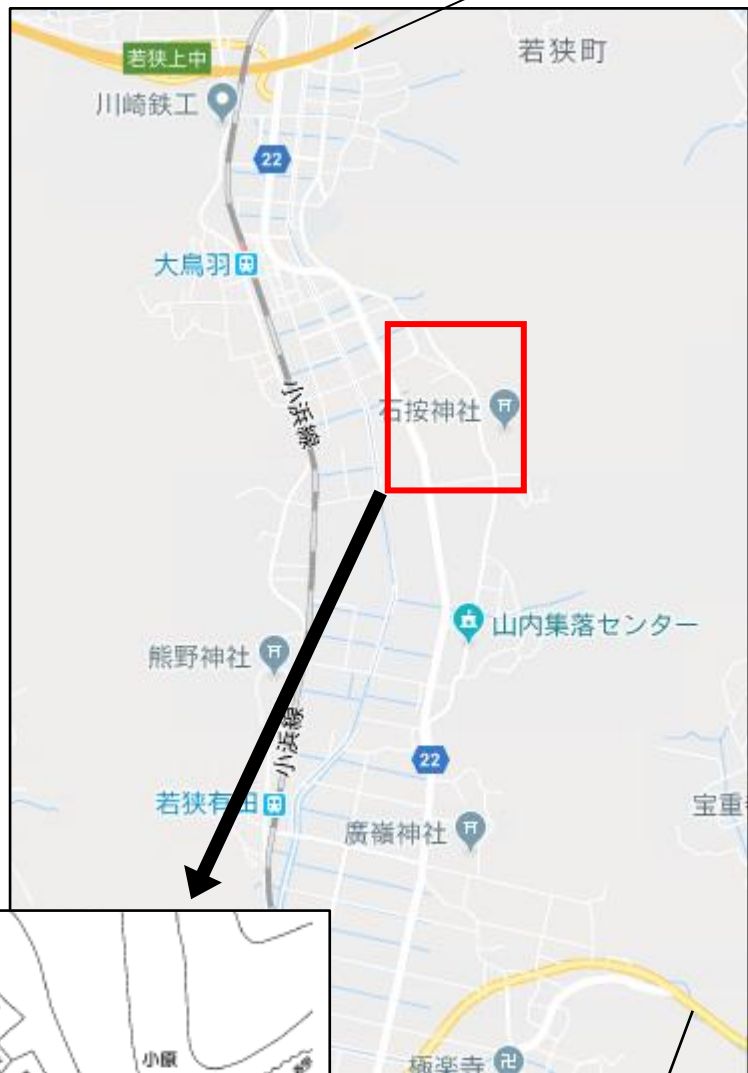 若狭町
若狭上中
川崎鉄工
22
大鳥羽
小浜線
石按神社
山内集落センター
熊野神社
小浜線
22
若狭有田
宝重
廣嶺神社
小原
極楽寺